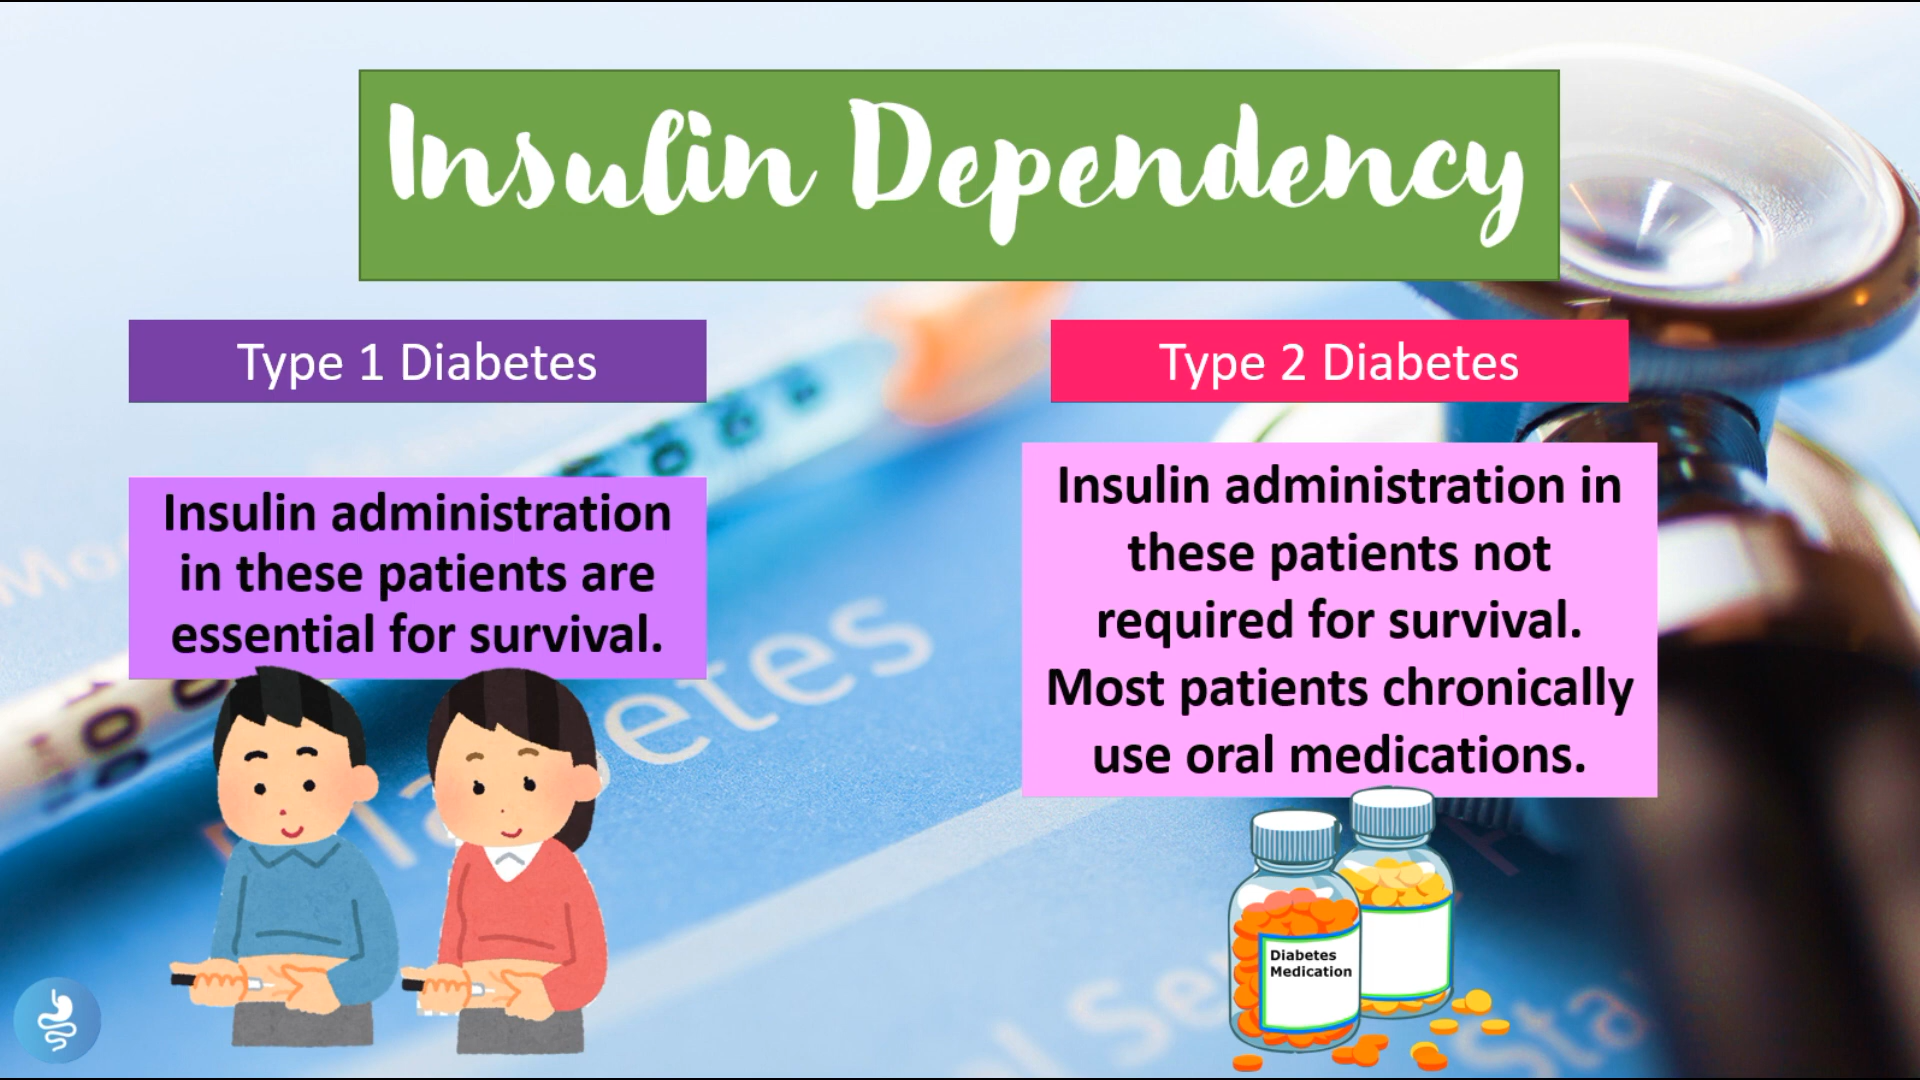 Insulin Dependency
Type 1 Diabetes
Insulin administration
in these patients are
essential for survival.
Type 2 Diabetes
Insulin administration in
these patients not
required for survival.
Most patients chronically
use oral medications.
Diabetes
Medication
etes